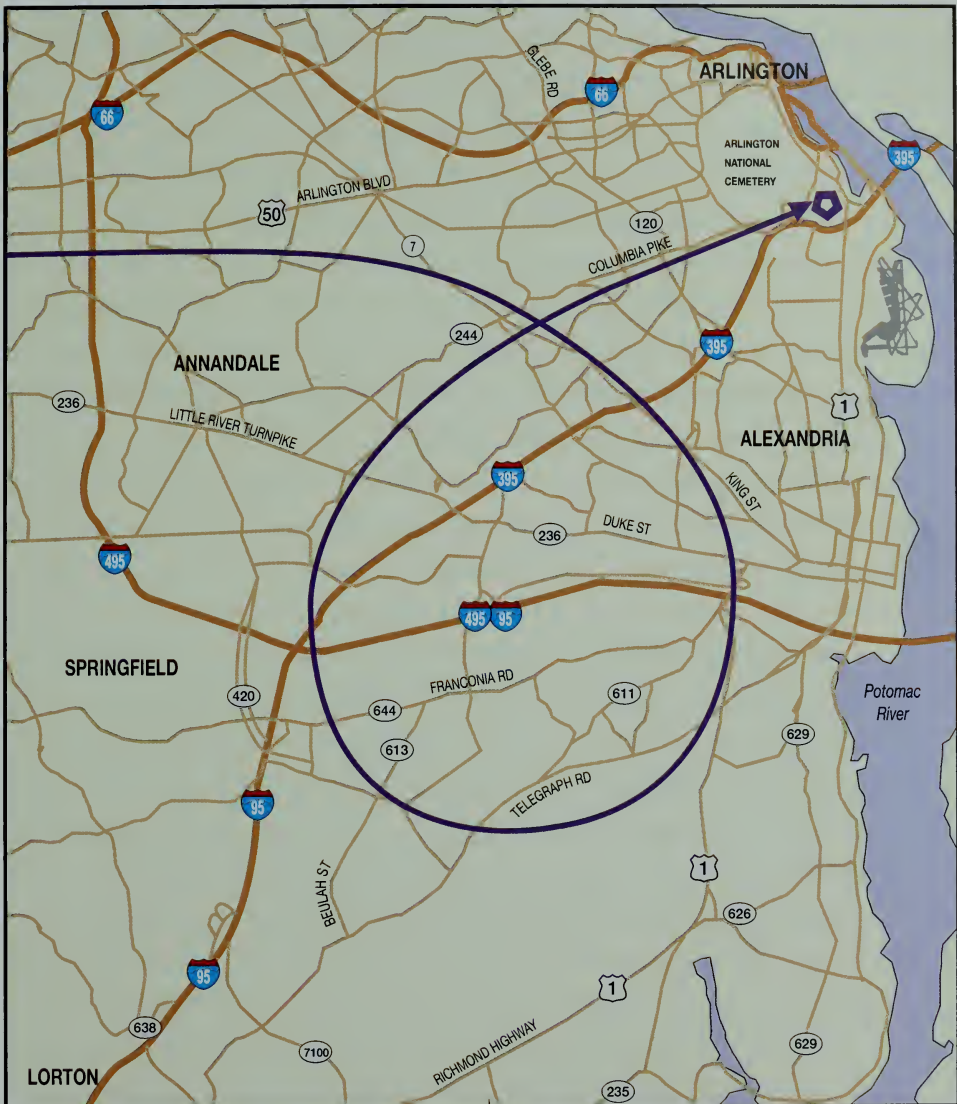 GLEBE RD
66
ARLINGTON
66
ARLINGTON
NATIONAL
CEMETERY
395
ARLINGTON BLVD
50
120
7
COLUMBIA PIKE
244
395
ANNANDALE
236
LITTLE RIVER TURNPIKE
1
ALEXANDRIA
395
KING ST
236
DUKE ST
495
495
95
SPRINGFIELD
FRANCONIA RD
420
644
611
Potomac
River
613
629
95
TELEGRAPH RD
1
BEULAH ST
626
95
1
638
7100
RICHMOND HIGHWAY
629
LORTON
235